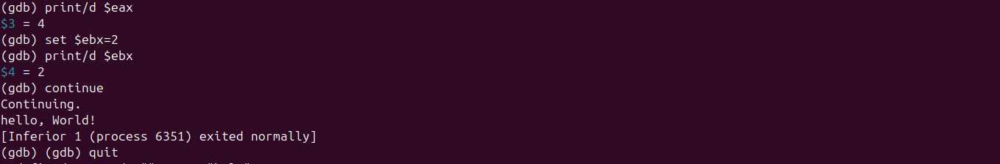 (gdb) print/d $eax
$3 = 4
(gdb) set $ebx=2
(gdb) print/d $ebx
$4 = 2
(gdb) continue
Continuing.
hello, World!
[Inferior 1 (process 6351) exited normally]
(gdb) (gdb) quit